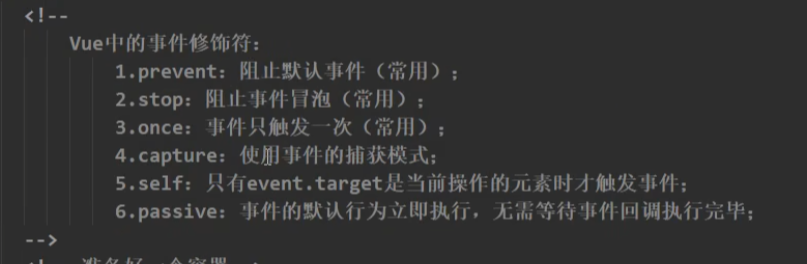 <!--
Vue中的事件修饰符：
1.prevent：阻止默认事件（常用）；
2.stop：阻止事件冒泡（常用）；
3.once：事件只触发一次（常用）；
4.capture：使用事件的捕获模式；
5.self：只有event.target是当前操作的元素时才触发事件；
6.passive：事件的默认行为立即执行，无需等待事件回调执行完毕；
-->